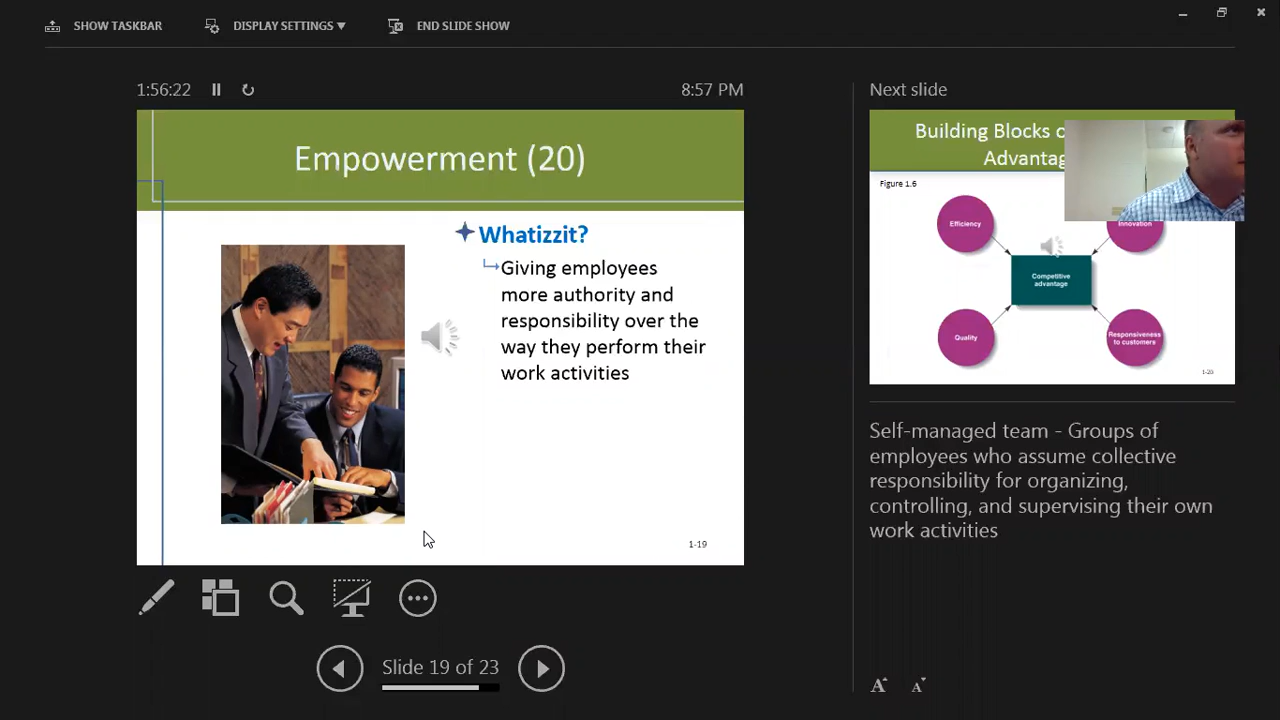 SHOW TASKBAR
DISPLAY SETTINGS ▼
END SLIDE SHOW
1:56:22
8:57 PM
Empowerment (20)
Whatizzit?
Giving employees
more authority and
responsibility over the
way they perform their
work activities
1-19
Slide 19 of 23
Next slide
Building Blocks
Figure 1.6
Efficiency
Innovation
Competitive
advantage
Quality
Responsiveness
to customers
1-20
Self-managed team - Groups of
employees who assume collective
responsibility for organizing,
controlling, and supervising their own
work activities
A
A